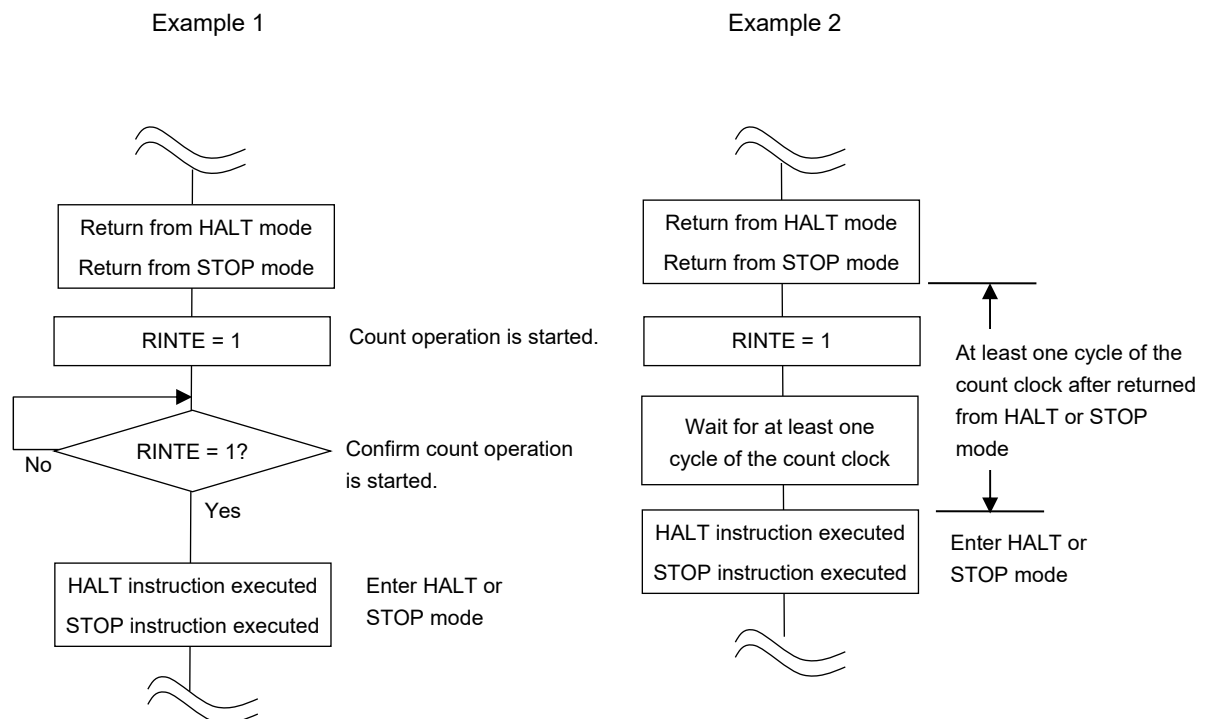 Example 1
Return from HALT mode
Return from STOP mode
RINTE = 1
Count operation is started.
RINTE = 1?
No
Confirm count operation
is started.
Yes
HALT instruction executed
STOP instruction executed
Enter HALT or
STOP mode
Example 2
Return from HALT mode
Return from STOP mode
RINTE = 1
At least one cycle of the
count clock after returned
from HALT or STOP
mode
Wait for at least one
cycle of the count clock
HALT instruction executed
STOP instruction executed
Enter HALT or
STOP mode